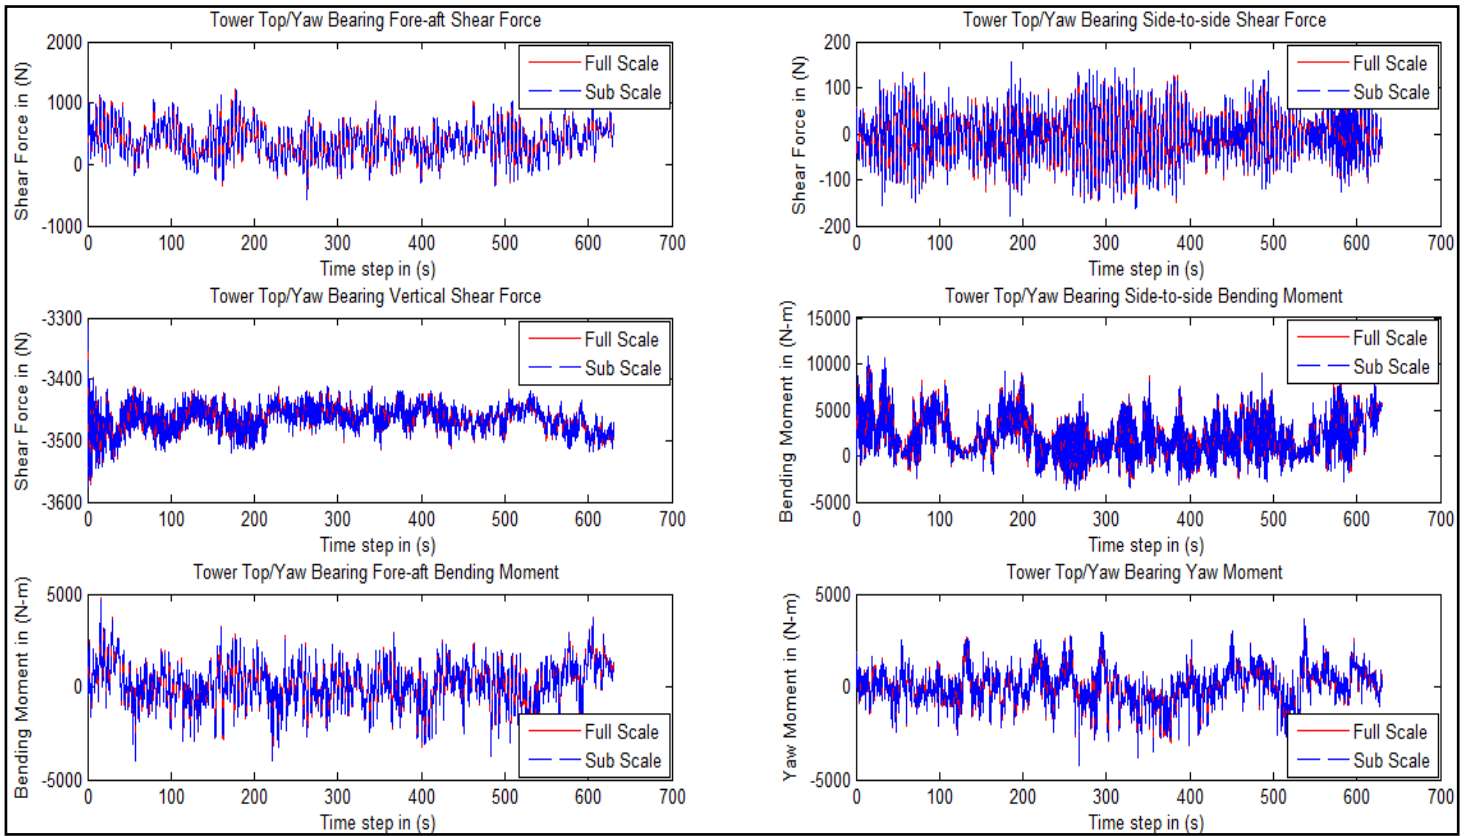 Tower Top/Yaw Bearing Fore-aft Shear Force
Shear Force in (N)
2000
1000
0
-1000
Full Scale
Sub Scale
0 100 200 300 400 500 600 700
Time step in (s)
Tower Top/Yaw Bearing Side-to-side Shear Force
Shear Force in (N)
200
100
0
-100
-200
Full Scale
Sub Scale
0 100 200 300 400 500 600 700
Time step in (s)
Tower Top/Yaw Bearing Vertical Shear Force
Shear Force in (N)
-3300
-3400
-3500
-3600
Full Scale
Sub Scale
0 100 200 300 400 500 600 700
Time step in (s)
Tower Top/Yaw Bearing Side-to-side Bending Moment
Bending Moment in (N-m)
15000
10000
5000
0
-5000
Full Scale
Sub Scale
0 100 200 300 400 500 600 700
Time step in (s)
Tower Top/Yaw Bearing Fore-aft Bending Moment
Bending Moment in (N-m)
5000
0
-5000
Full Scale
Sub Scale
0 100 200 300 400 500 600 700
Time step in (s)
Tower Top/Yaw Bearing Yaw Moment
Yaw Moment in (N-m)
5000
0
-5000
Full Scale
Sub Scale
0 100 200 300 400 500 600 700
Time step in (s)